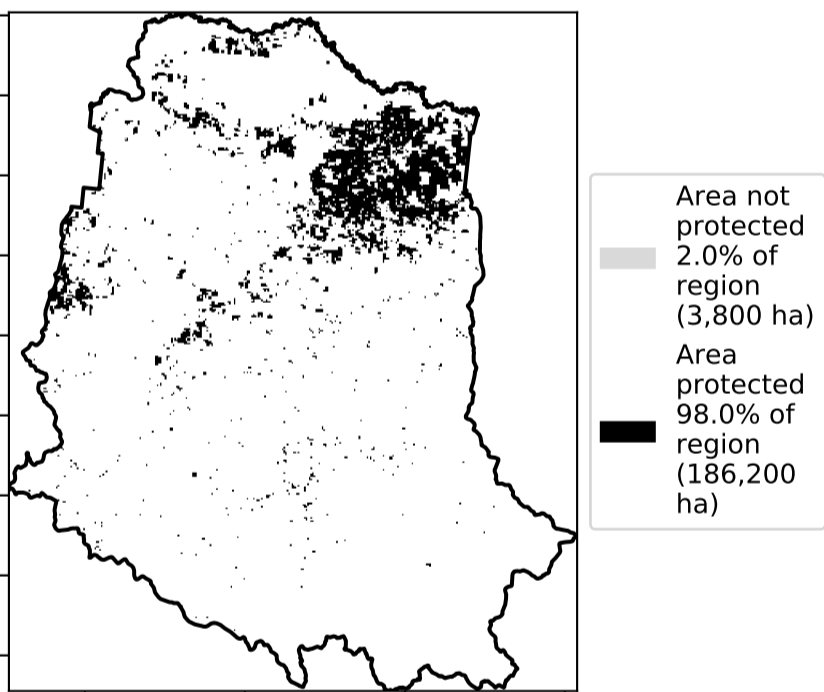 Area not
protected
2.0% of
region
(3,800 ha)
Area
protected
98.0% of
region
(186,200
ha)